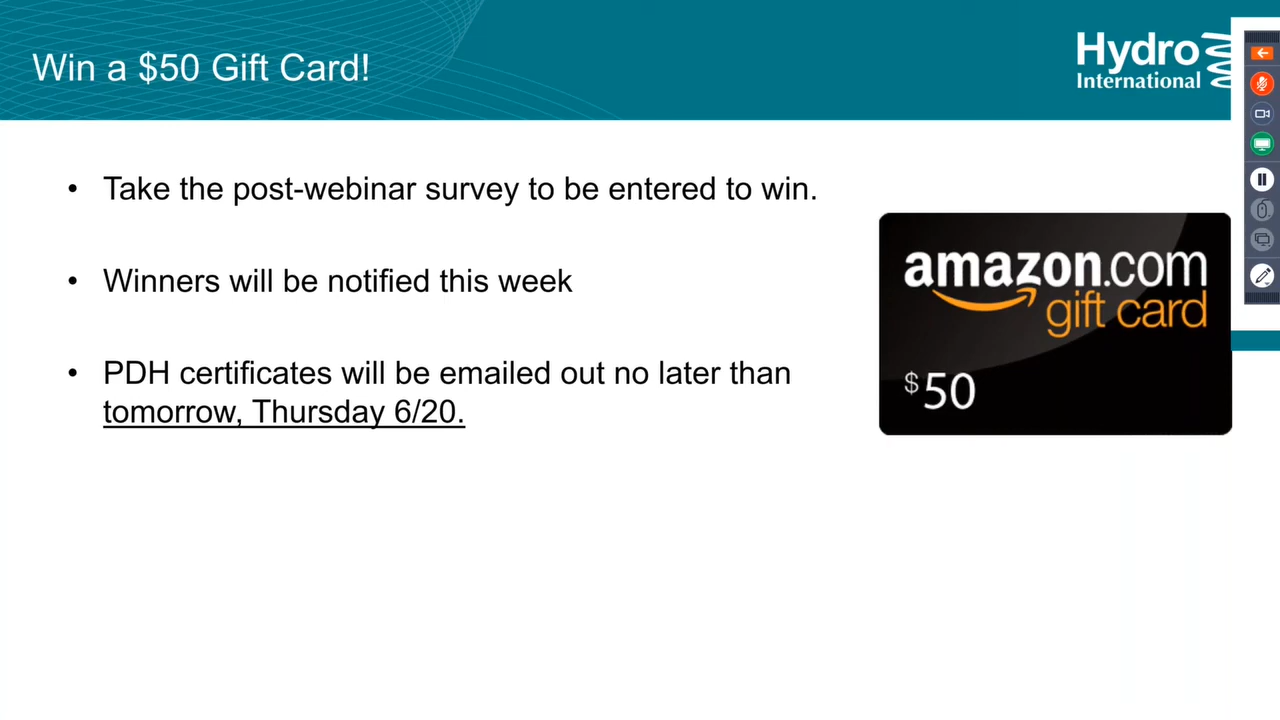 Win a $50 Gift Card!
Hydro
International
• Take the post-webinar survey to be entered to win.
• Winners will be notified this week
• PDH certificates will be emailed out no later than
tomorrow, Thursday 6/20.
amazon.com
gift card
$50